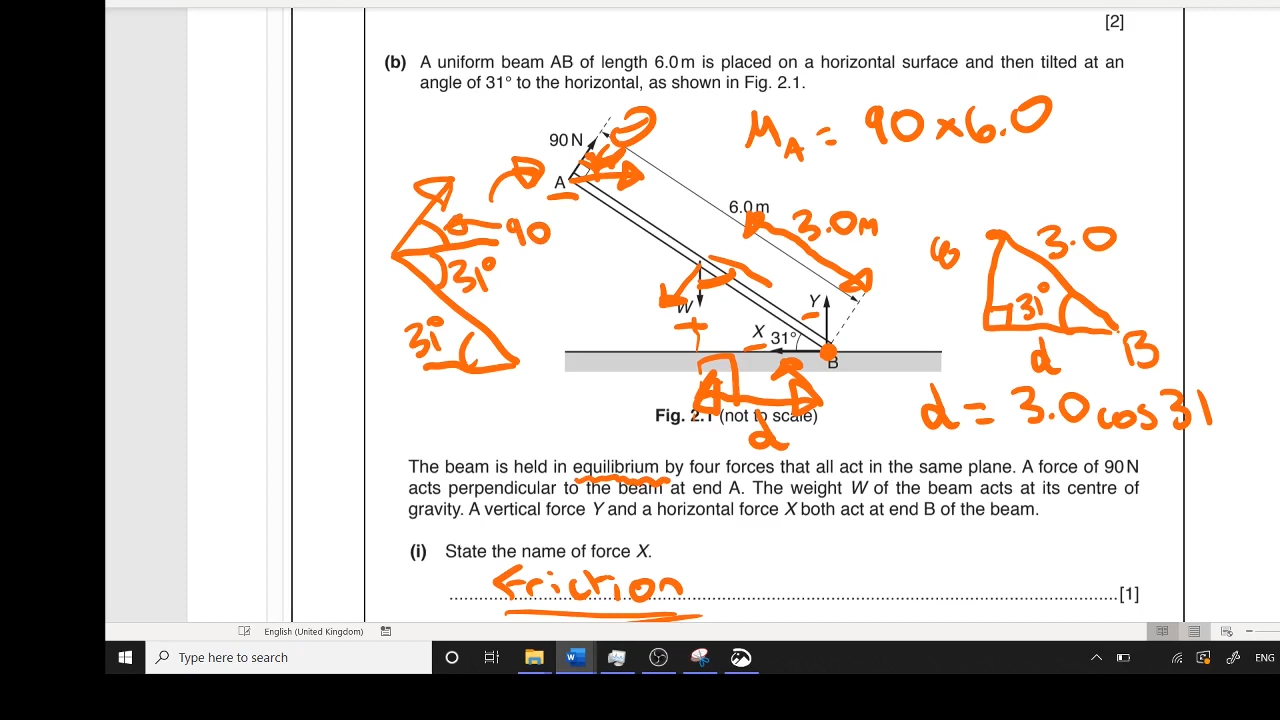 [2]
(b) A uniform beam AB of length 6.0 m is placed on a horizontal surface and then tilted at an
angle of 31° to the horizontal, as shown in Fig. 2.1.
M_A = 90 × 6.0
90 N
A
6.0 m
3.0m
90
31°
31°
W
+
Y
X
31°
B
d
3.0
31°
d
B
d = 3.0 cos 31
Fig. 2.1 (not to scale)
The beam is held in equilibrium by four forces that all act in the same plane. A force of 90 N
acts perpendicular to the beam at end A. The weight W of the beam acts at its centre of
gravity. A vertical force Y and a horizontal force X both act at end B of the beam.
(i) State the name of force X.
friction
[1]
English (United Kingdom)
Type here to search
ENG